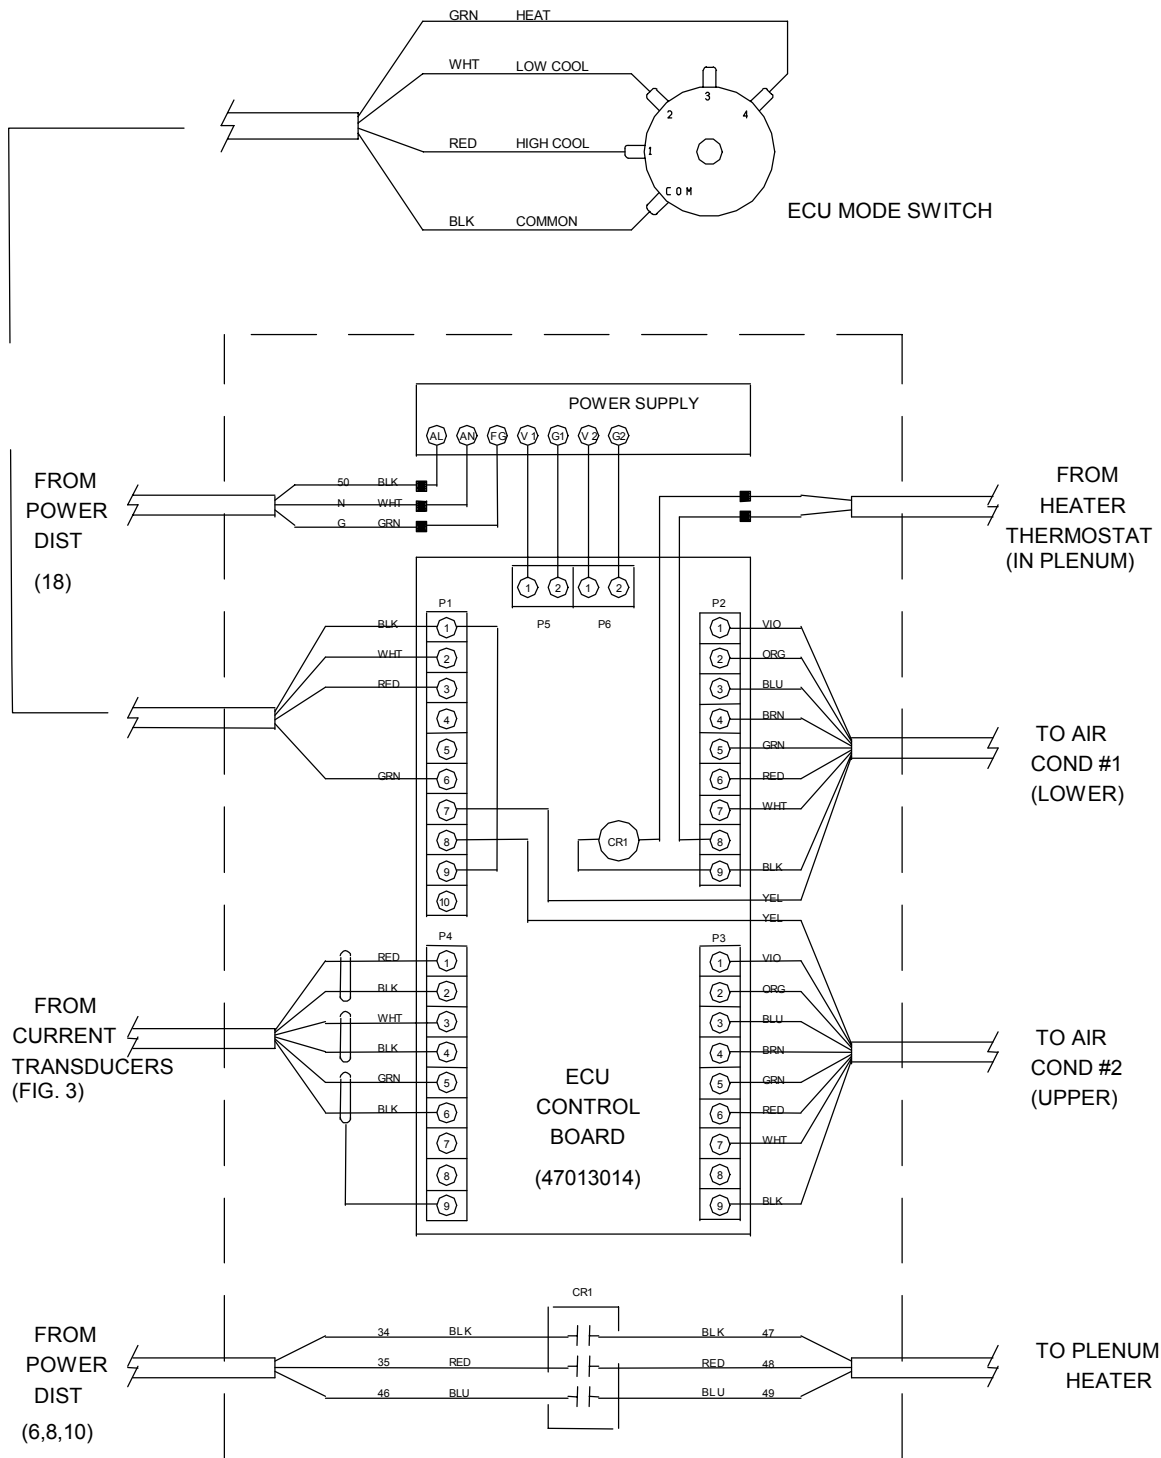 GRN HEAT
WHT LOW COOL
RED HIGH COOL
BLK COMMON
3
2 4
1
COM
ECU MODE SWITCH
POWER SUPPLY
AL AN FG V1 G1 V2 G2
FROM
POWER
DIST
(18)
50 BLK
N WHT
G GRN
FROM
HEATER
THERMOSTAT
(IN PLENUM)
1 2 1 2
P5 P6
P1
BLK 1
WHT 2
RED 3
4
5
GRN 6
7
8
9
10
P2
1 VIO
2 ORG
3 BLU
4 BRN
5 GRN
6 RED
7 WHT
8
9 BLK
YEL
YEL
CR1
TO AIR
COND #1
(LOWER)
FROM
CURRENT
TRANSDUCERS
(FIG. 3)
P4
RED 1
BLK 2
WHT 3
BLK 4
GRN 5
BLK 6
7
8
9
ECU
CONTROL
BOARD
(47013014)
P3
1 VIO
2 ORG
3 BLU
4 BRN
5 GRN
6 RED
7 WHT
8
9 BLK
TO AIR
COND #2
(UPPER)
FROM
POWER
DIST
(6,8,10)
CR1
34 BLK BLK 47
35 RED RED 48
46 BLU BLU 49
TO PLENUM
HEATER